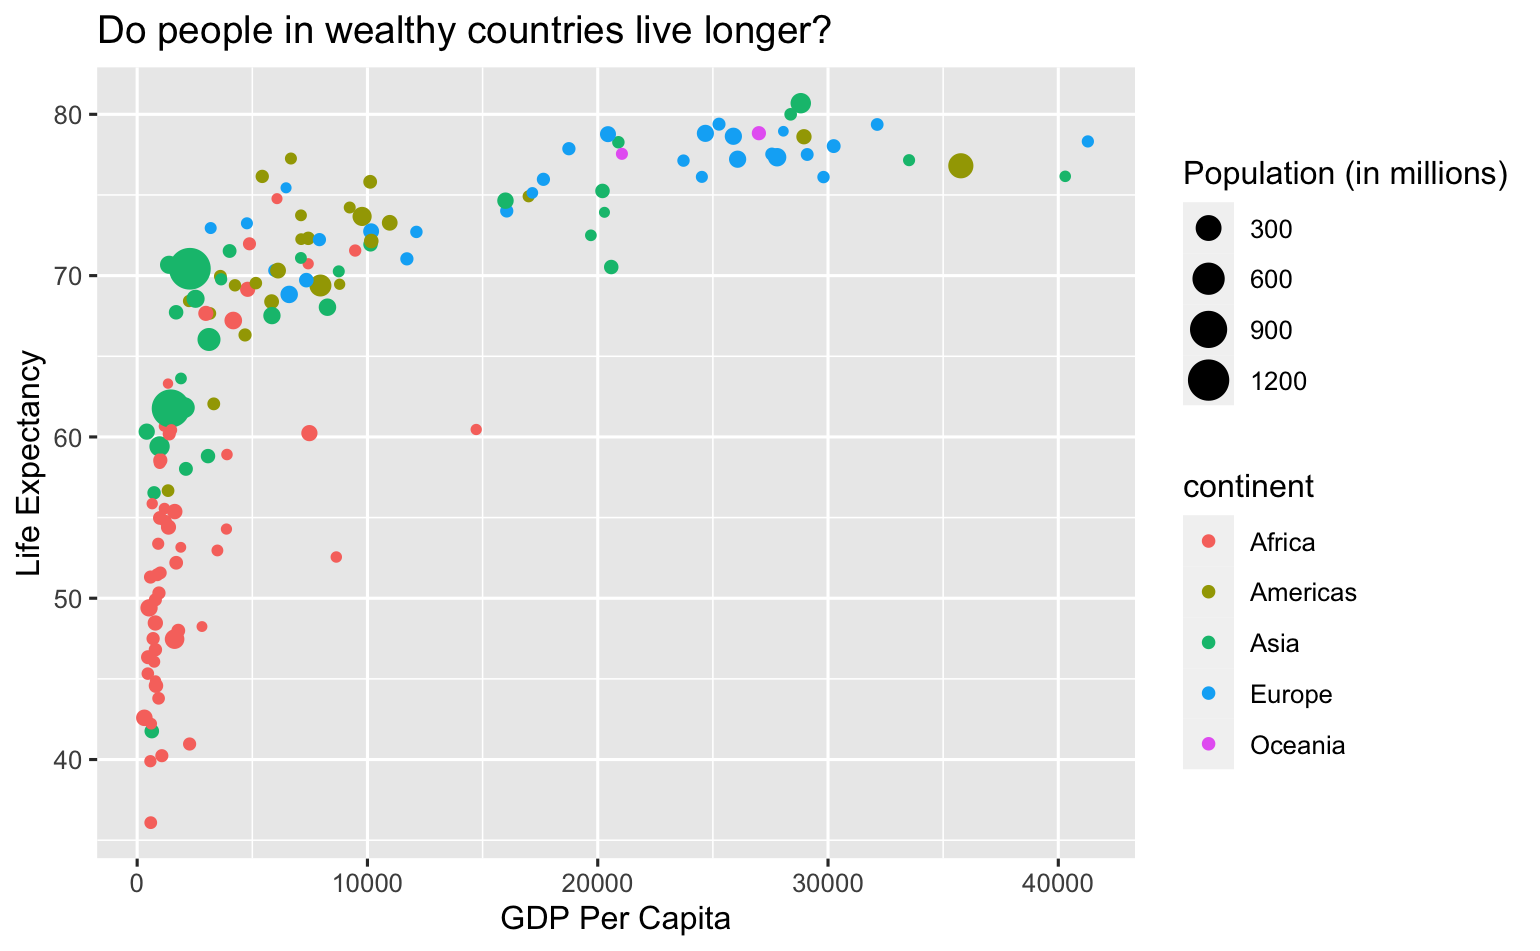 Do people in wealthy countries live longer?
80
70
60
50
40
Life Expectancy
0 10000 20000 30000 40000
GDP Per Capita
Population (in millions)
300
600
900
1200
continent
Africa
Americas
Asia
Europe
Oceania